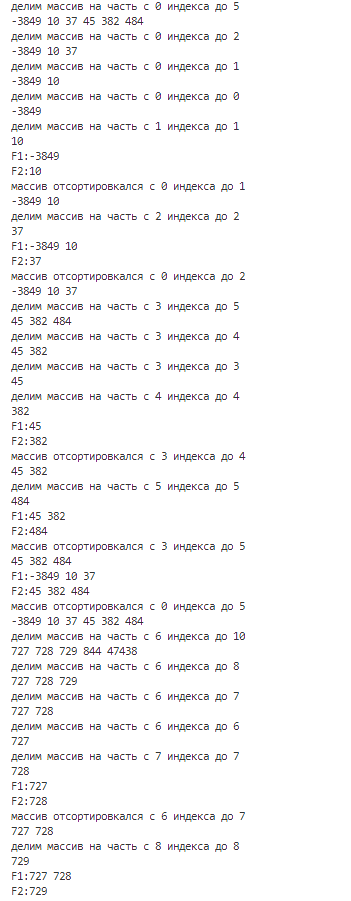 делим массив на часть с 0 индекса до 5
-3849 10 37 45 382 484
делим массив на часть с 0 индекса до 2
-3849 10 37
делим массив на часть с 0 индекса до 1
-3849 10
делим массив на часть с 0 индекса до 0
-3849
делим массив на часть с 1 индекса до 1
10
F1:-3849
F2:10
массив отсортировкался с 0 индекса до 1
-3849 10
делим массив на часть с 2 индекса до 2
37
F1:-3849 10
F2:37
массив отсортировкался с 0 индекса до 2
-3849 10 37
делим массив на часть с 3 индекса до 5
45 382 484
делим массив на часть с 3 индекса до 4
45 382
делим массив на часть с 3 индекса до 3
45
делим массив на часть с 4 индекса до 4
382
F1:45
F2:382
массив отсортировкался с 3 индекса до 4
45 382
делим массив на часть с 5 индекса до 5
484
F1:45 382
F2:484
массив отсортировкался с 3 индекса до 5
45 382 484
F1:-3849 10 37
F2:45 382 484
массив отсортировкался с 0 индекса до 5
-3849 10 37 45 382 484
делим массив на часть с 6 индекса до 10
727 728 729 844 47438
делим массив на часть с 6 индекса до 8
727 728 729
делим массив на часть с 6 индекса до 7
727 728
делим массив на часть с 6 индекса до 6
727
делим массив на часть с 7 индекса до 7
728
F1:727
F2:728
массив отсортировкался с 6 индекса до 7
727 728
делим массив на часть с 8 индекса до 8
729
F1:727 728
F2:729